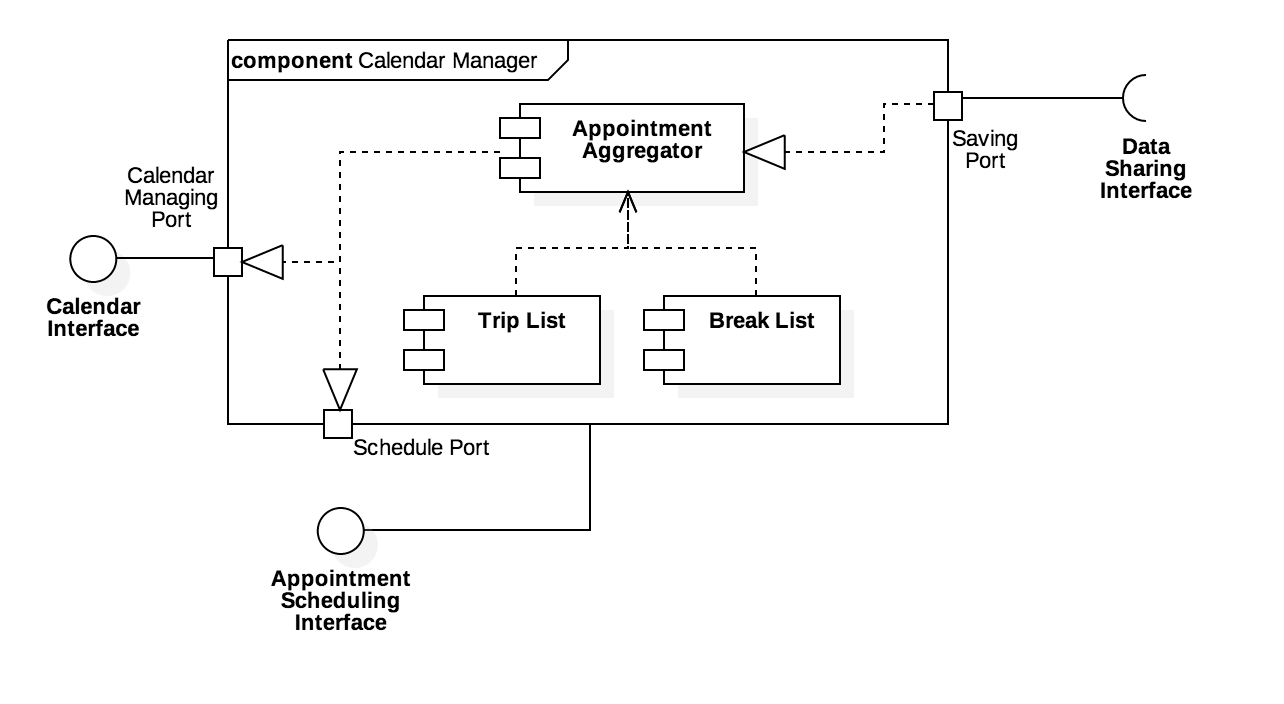 component Calendar Manager
Appointment
Aggregator
Saving
Port
Data
Sharing
Interface
Calendar
Managing
Port
Calendar
Interface
Trip List
Break List
Schedule Port
Appointment
Scheduling
Interface